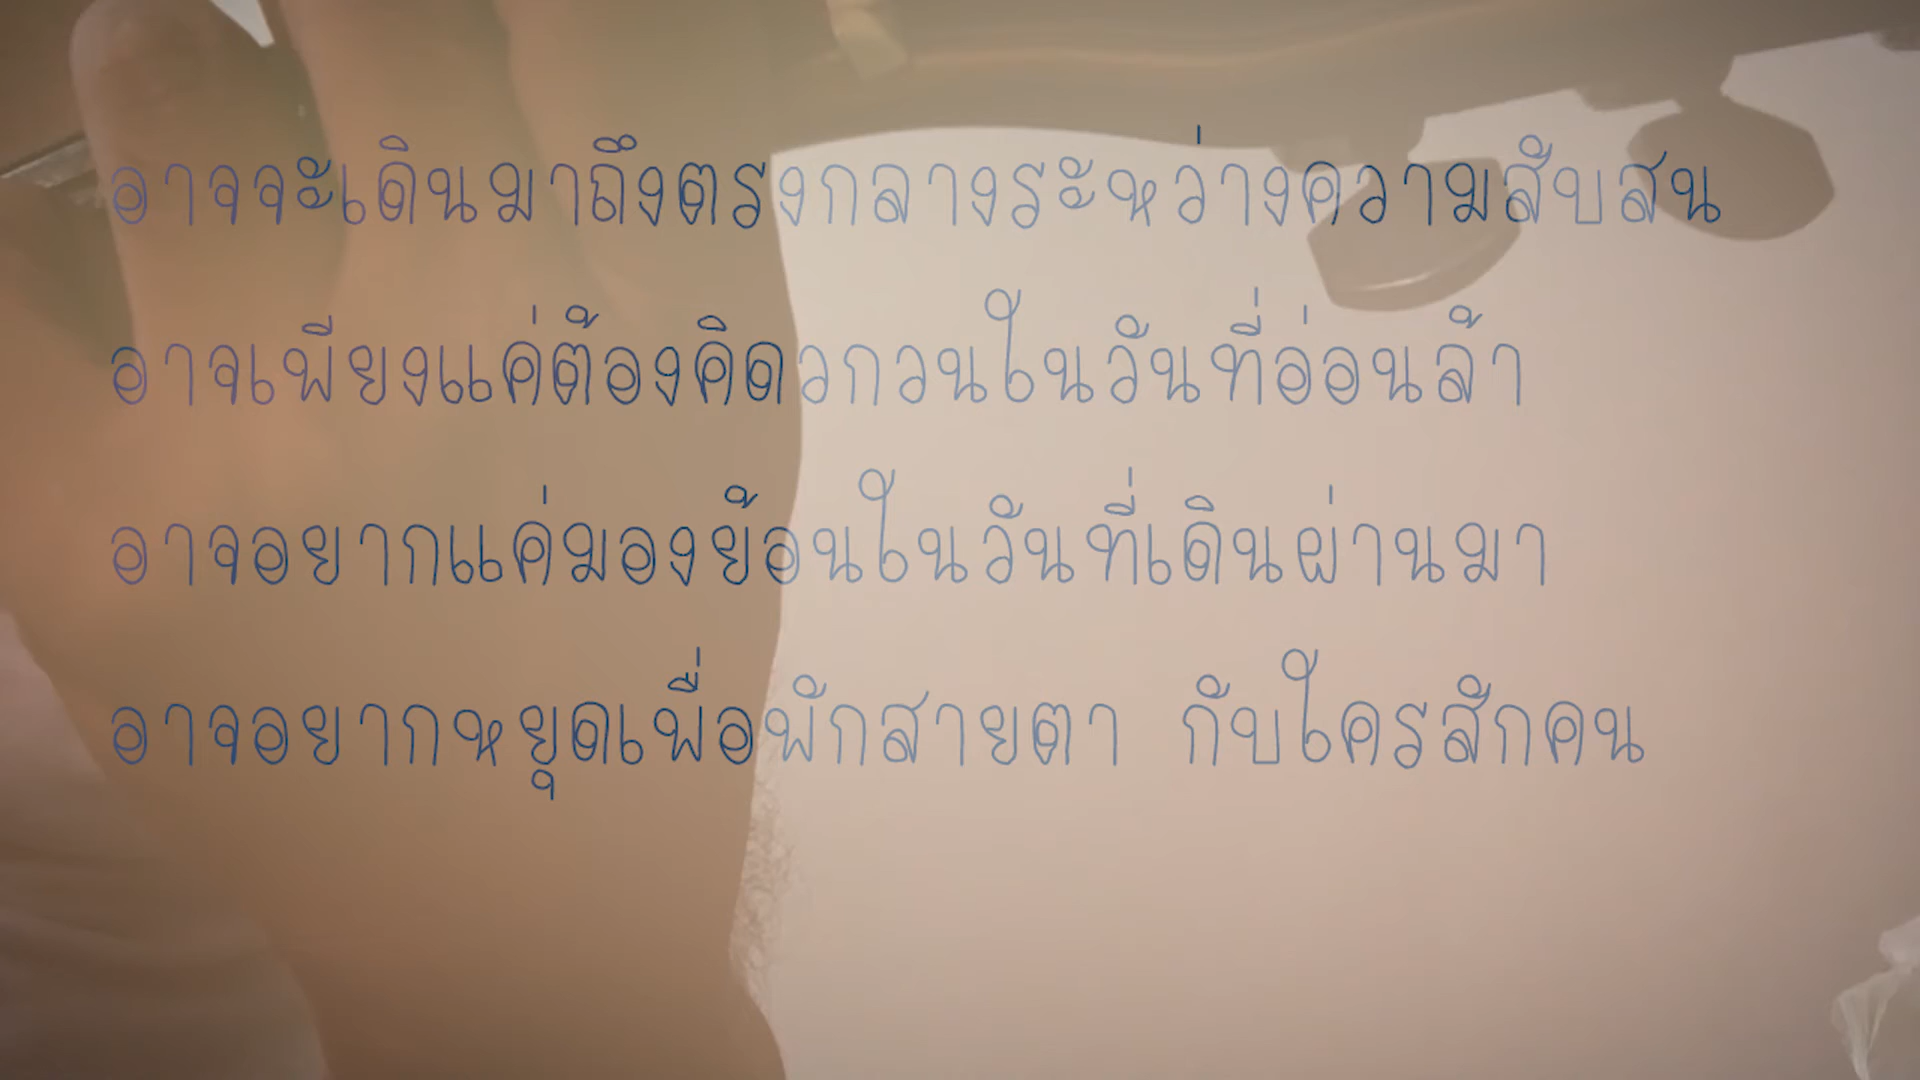 อาจจะเดินมาถึงตรงกลางระหว่างความสับสน
อาจเพียงแค่ต้องคิดวกวนในวันที่อ่อนล้า
อาจอยากแค่มองย้อนในวันที่เดินผ่านมา
อาจอยากหยุดเพื่อพักสายตา กับใครสักคน